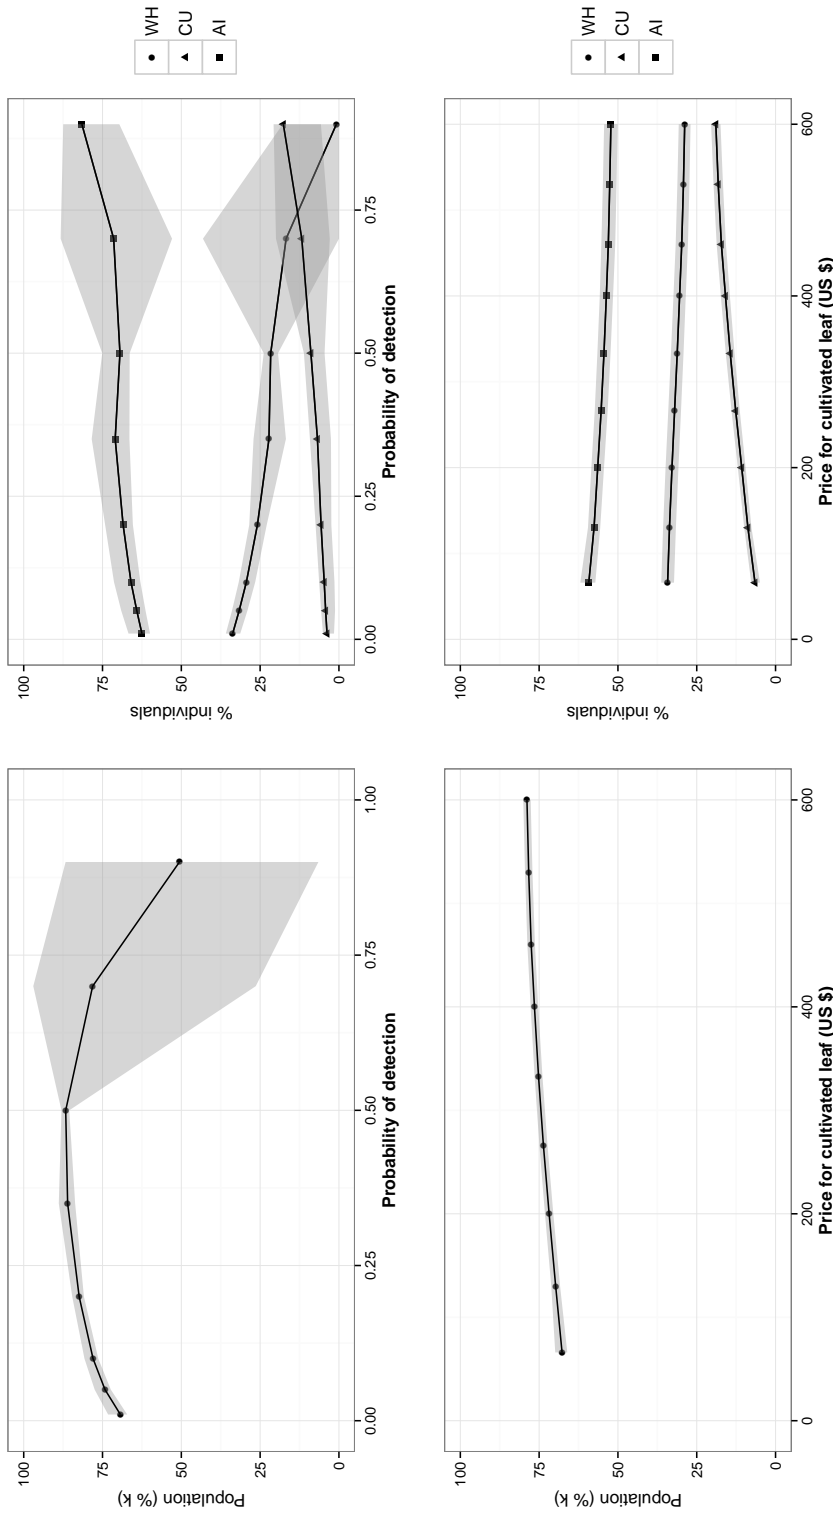 Population (% k)
100
75
50
25
0
0.00
0.25
0.50
0.75
1.00
Probability of detection
% individuals
100
75
50
25
0
0.00
0.25
0.50
0.75
Probability of detection
WH
CU
AI
Population (% k)
100
75
50
25
0
0
200
400
600
Price for cultivated leaf (US $)
% individuals
100
75
50
25
0
0
200
400
600
Price for cultivated leaf (US $)
WH
CU
AI